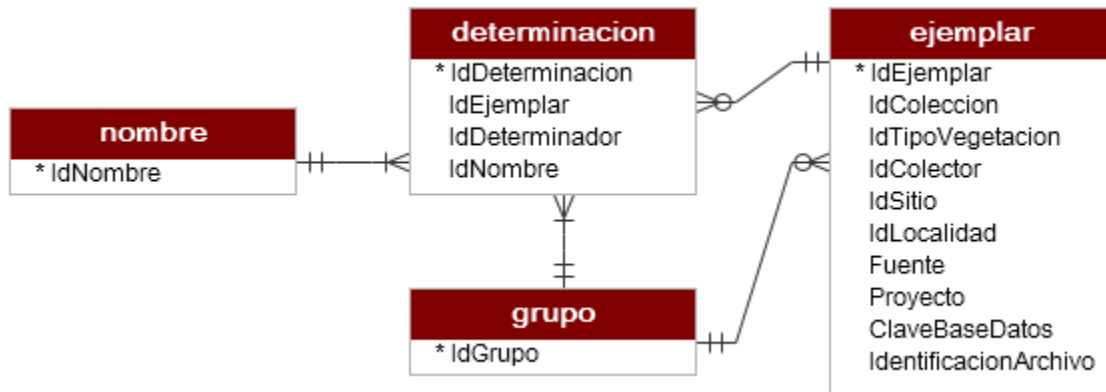 nombre
* IdNombre
determinacion
* IdDeterminacion
IdEjemplar
IdDeterminador
IdNombre
grupo
* IdGrupo
ejemplar
* IdEjemplar
IdColeccion
IdTipoVegetacion
IdColector
IdSitio
IdLocalidad
Fuente
Proyecto
ClaveBaseDatos
IdentificacionArchivo